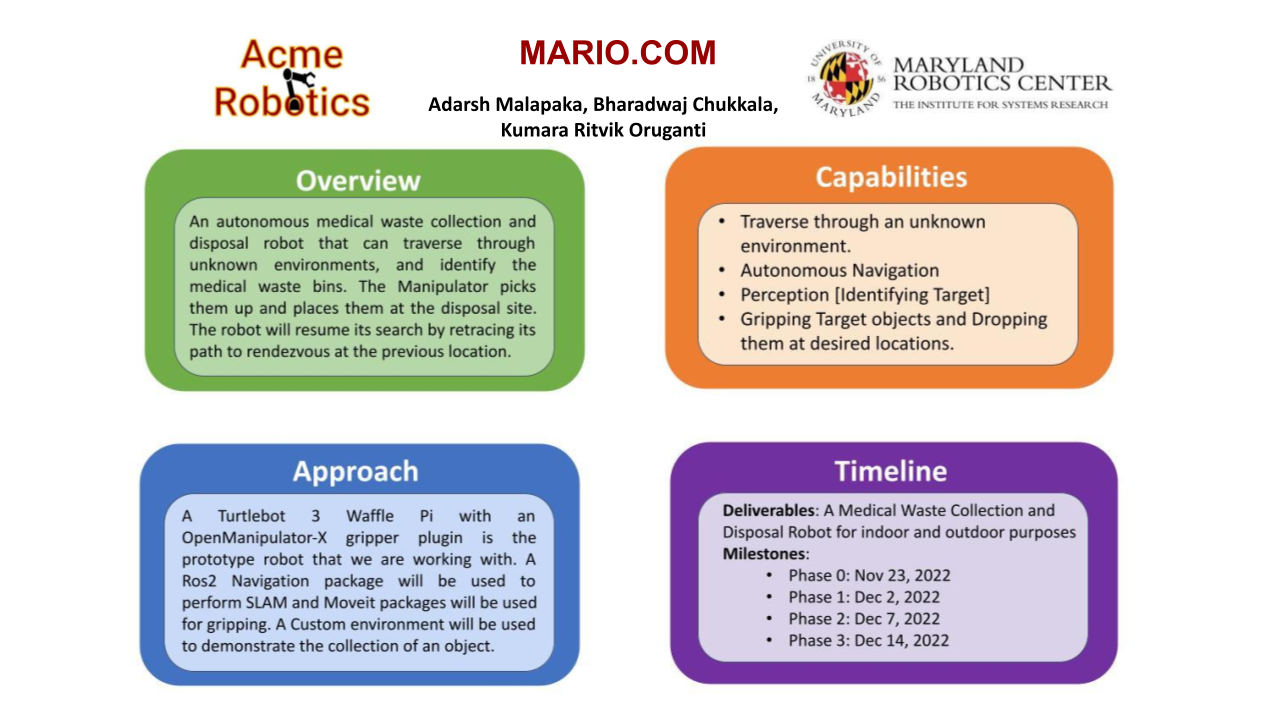 Acme
Robotics
MARIO.COM
Adarsh Malapaka, Bharadwaj Chukkala,
Kumara Ritvik Oruganti
UNIVERSITY OF
18 56
MARYLAND
MARYLAND
ROBOTICS CENTER
THE INSTITUTE FOR SYSTEMS RESEARCH
Overview
An autonomous medical waste collection and
disposal robot that can traverse through
unknown environments, and identify the
medical waste bins. The Manipulator picks
them up and places them at the disposal site.
The robot will resume its search by retracing its
path to rendezvous at the previous location.
Capabilities
• Traverse through an unknown
environment.
• Autonomous Navigation
• Perception [Identifying Target]
• Gripping Target objects and Dropping
them at desired locations.
Approach
A Turtlebot 3 Waffle Pi with an
OpenManipulator-X gripper plugin is the
prototype robot that we are working with. A
Ros2 Navigation package will be used to
perform SLAM and Moveit packages will be used
for gripping. A Custom environment will be used
to demonstrate the collection of an object.
Timeline
Deliverables: A Medical Waste Collection and
Disposal Robot for indoor and outdoor purposes
Milestones:
• Phase 0: Nov 23, 2022
• Phase 1: Dec 2, 2022
• Phase 2: Dec 7, 2022
• Phase 3: Dec 14, 2022